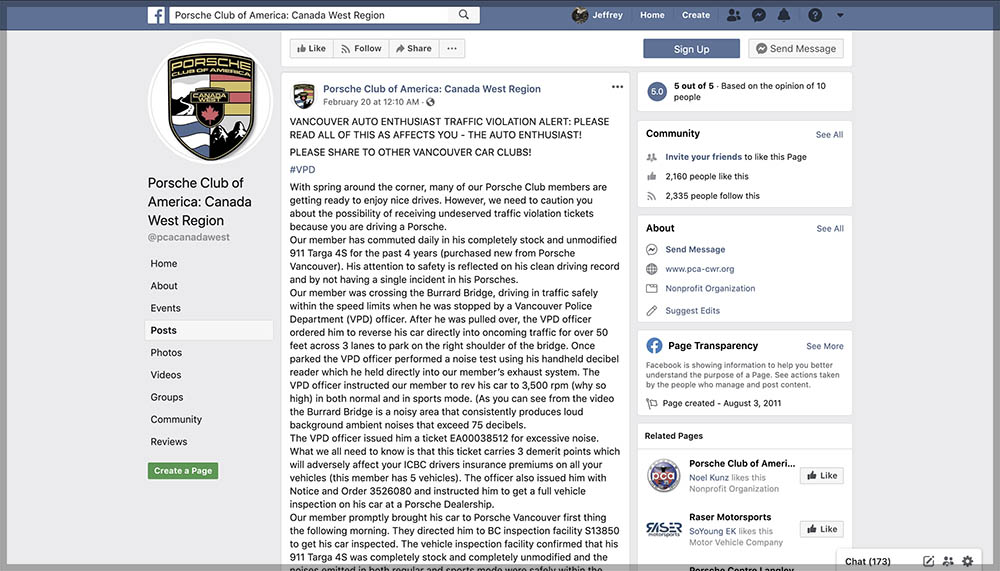 Porsche Club of America: Canada West Region
Jeffrey
Home
Create
PORSCHE
CLUB OF AMERICA
CANADA
WEST
Porsche Club of
America: Canada
West Region
@pcacanadawest
Home
About
Events
Posts
Photos
Videos
Groups
Community
Reviews
Create a Page
Like
Follow
Share
Sign Up
Send Message
Porsche Club of America: Canada West Region
February 20 at 12:10 AM ·
VANCOUVER AUTO ENTHUSIAST TRAFFIC VIOLATION ALERT: PLEASE
READ ALL OF THIS AS AFFECTS YOU - THE AUTO ENTHUSIAST!
PLEASE SHARE TO OTHER VANCOUVER CAR CLUBS!
#VPD
With spring around the corner, many of our Porsche Club members are
getting ready to enjoy nice drives. However, we need to caution you
about the possibility of receiving undeserved traffic violation tickets
because you are driving a Porsche.
Our member has commuted daily in his completely stock and unmodified
911 Targa 4S for the past 4 years (purchased new from Porsche
Vancouver). His attention to safety is reflected on his clean driving record
and by not having a single incident in his Porsches.
Our member was crossing the Burrard Bridge, driving in traffic safely
within the speed limits when he was stopped by a Vancouver Police
Department (VPD) officer. After he was pulled over, the VPD officer
ordered him to reverse his car directly into oncoming traffic for over 50
feet across 3 lanes to park on the right shoulder of the bridge. Once
parked the VPD officer performed a noise test using his handheld decibel
reader which he held directly into our member's exhaust system. The
VPD officer instructed our member to rev his car to 3,500 rpm (why so
high) in both normal and in sports mode. (As you can see from the video
the Burrard Bridge is a noisy area that consistently produces loud
background ambient noises that exceed 75 decibels.
The VPD officer issued him a ticket EA00038512 for excessive noise.
What we all need to know is that this ticket carries 3 demerit points which
will adversely affect your ICBC drivers insurance premiums on all your
vehicles (this member has 5 vehicles). The officer also issued him with
Notice and Order 3526080 and instructed him to get a full vehicle
inspection on his car at a Porsche Dealership.
Our member promptly brought his car to Porsche Vancouver first thing
the following morning. They directed him to BC inspection facility S13850
to get his car inspected. The vehicle inspection facility confirmed that his
911 Targa 4S was completely stock and completely unmodified and the
noises emitted in both regular and sports mode were safely within the
5.0
5 out of 5 · Based on the opinion of 10
people
Community
See All
Invite your friends to like this Page
2,160 people like this
2,335 people follow this
About
See All
Send Message
www.pca-cwr.org
Nonprofit Organization
Suggest Edits
Page Transparency
See More
Facebook is showing information to help you better
understand the purpose of a Page. See actions taken
by the people who manage and post content.
Page created - August 3, 2011
Related Pages
pca
Porsche Club of Ameri...
Noel Kunz likes this
Nonprofit Organization
Like
RASER
motorsports
Raser Motorsports
SoYoung EK likes this
Motor Vehicle Company
Like
Porsche Centre Langley
Chat (173)